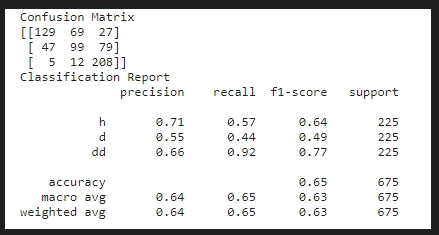 Confusion Matrix
[[129 69 27]
[ 47 99 79]
[ 5 12 208]]
Classification Report
precision recall f1-score support
h 0.71 0.57 0.64 225
d 0.55 0.44 0.49 225
dd 0.66 0.92 0.77 225
accuracy 0.65 675
macro avg 0.64 0.65 0.63 675
weighted avg 0.64 0.65 0.63 675